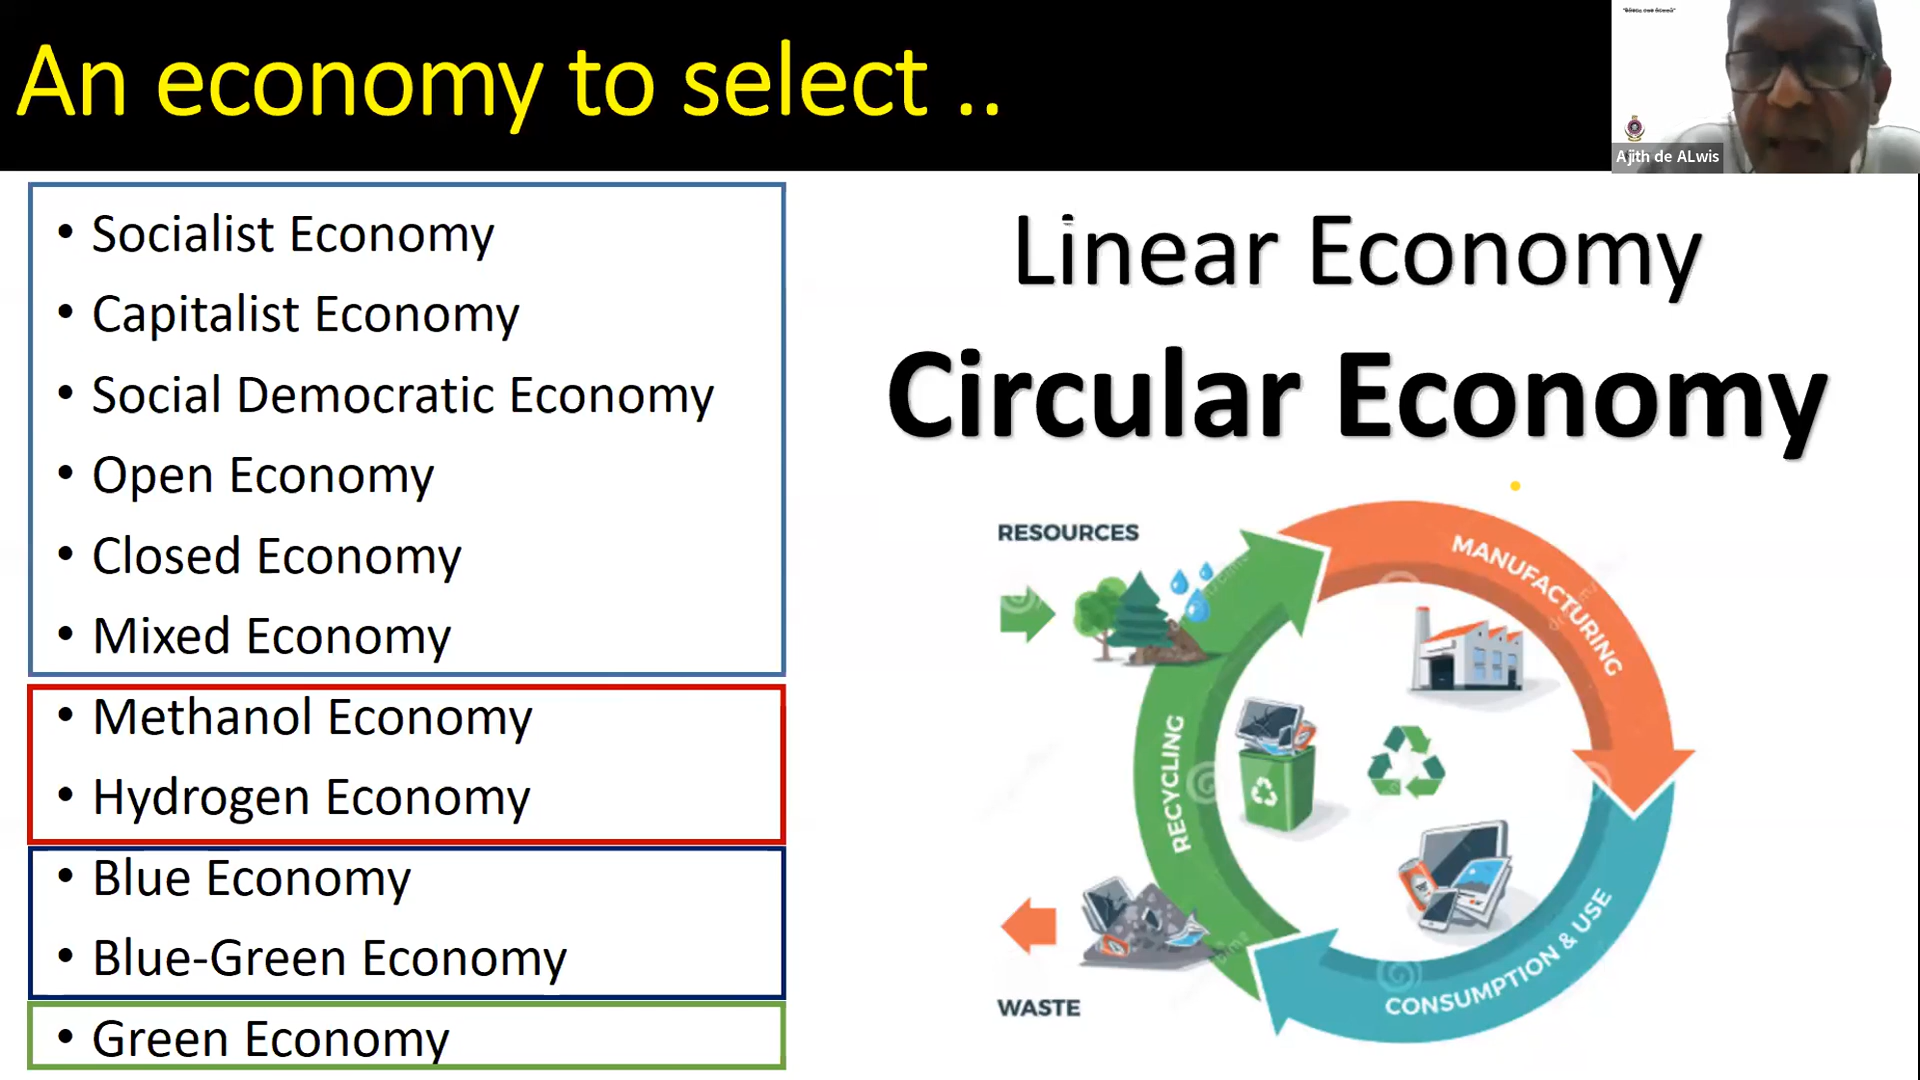 An economy to select ..
Ajith de ALwis
• Socialist Economy
• Capitalist Economy
• Social Democratic Economy
• Open Economy
• Closed Economy
• Mixed Economy
• Methanol Economy
• Hydrogen Economy
• Blue Economy
• Blue-Green Economy
• Green Economy
Linear Economy
Circular Economy
RESOURCES
MANUFACTURING
RECYCLING
CONSUMPTION & USE
WASTE